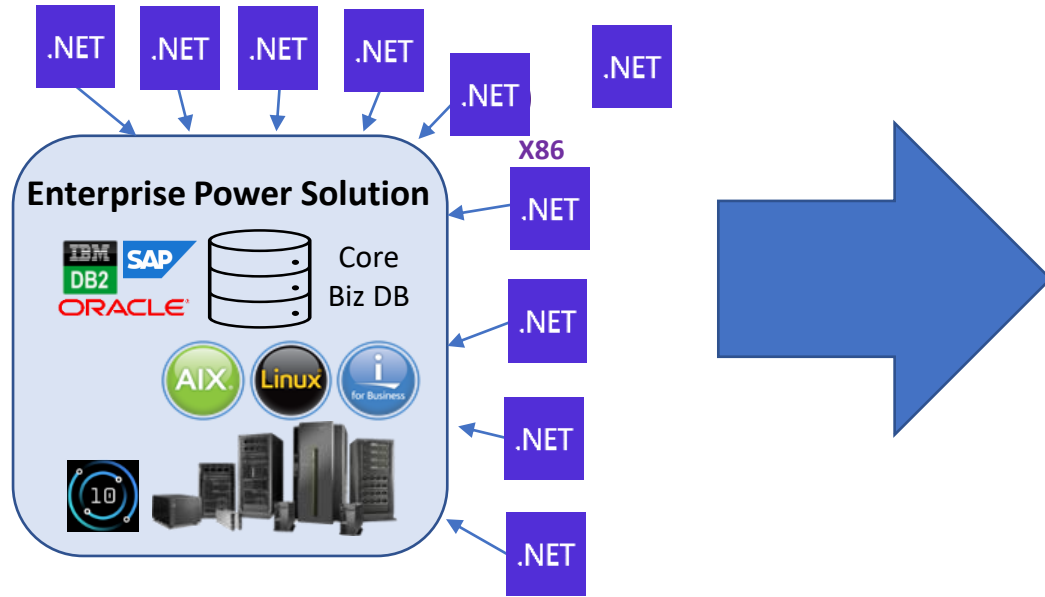 .NET
.NET
.NET
.NET
.NET
.NET
X86
.NET
Enterprise Power Solution
IBM
DB2
SAP
ORACLE
Core
Biz DB
.NET
AIX
Linux
i
for Business
.NET
10
.NET